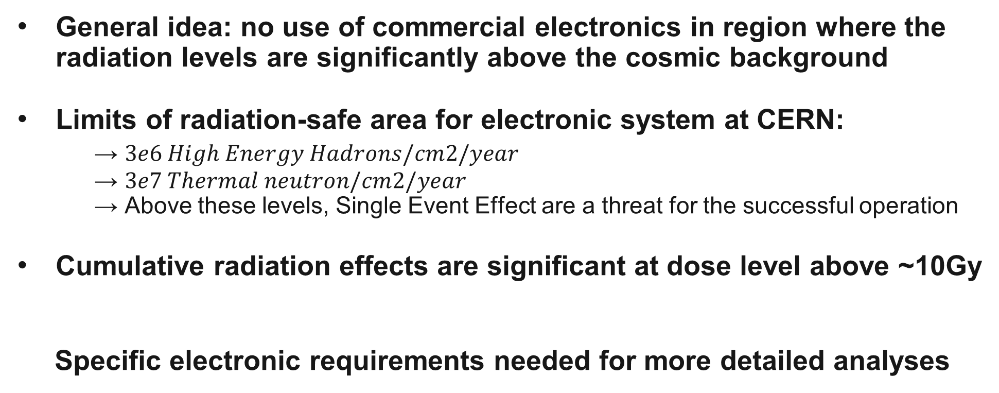 • General idea: no use of commercial electronics in region where the
radiation levels are significantly above the cosmic background
• Limits of radiation-safe area for electronic system at CERN:
→ 3e6 High Energy Hadrons/cm2/year
→ 3e7 Thermal neutron/cm2/year
→ Above these levels, Single Event Effect are a threat for the successful operation
• Cumulative radiation effects are significant at dose level above ~10Gy
Specific electronic requirements needed for more detailed analyses